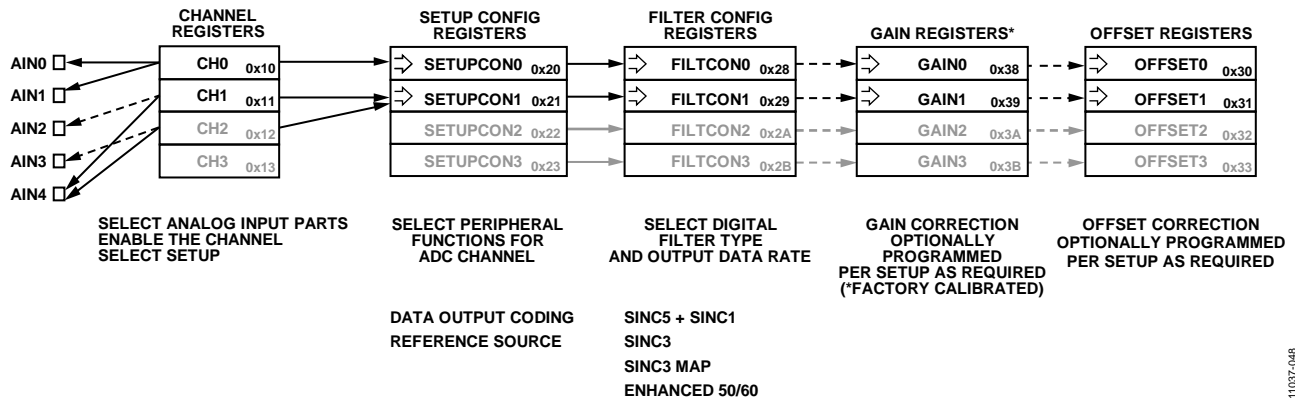 CHANNEL
REGISTERS
SETUP CONFIG
REGISTERS
FILTER CONFIG
REGISTERS
GAIN REGISTERS*
OFFSET REGISTERS
AIN0
AIN1
AIN2
AIN3
AIN4
CH0 0x10
CH1 0x11
CH2 0x12
CH3 0x13
SETUPCON0 0x20
SETUPCON1 0x21
SETUPCON2 0x22
SETUPCON3 0x23
FILTCON0 0x28
FILTCON1 0x29
FILTCON2 0x2A
FILTCON3 0x2B
GAIN0 0x38
GAIN1 0x39
GAIN2 0x3A
GAIN3 0x3B
OFFSET0 0x30
OFFSET1 0x31
OFFSET2 0x32
OFFSET3 0x33
SELECT ANALOG INPUT PARTS
ENABLE THE CHANNEL
SELECT SETUP
SELECT PERIPHERAL
FUNCTIONS FOR
ADC CHANNEL
SELECT DIGITAL
FILTER TYPE
AND OUTPUT DATA RATE
GAIN CORRECTION
OPTIONALLY
PROGRAMMED
PER SETUP AS REQUIRED
(*FACTORY CALIBRATED)
OFFSET CORRECTION
OPTIONALLY PROGRAMMED
PER SETUP AS REQUIRED
DATA OUTPUT CODING
REFERENCE SOURCE
SINC5 + SINC1
SINC3
SINC3 MAP
ENHANCED 50/60
11037-048